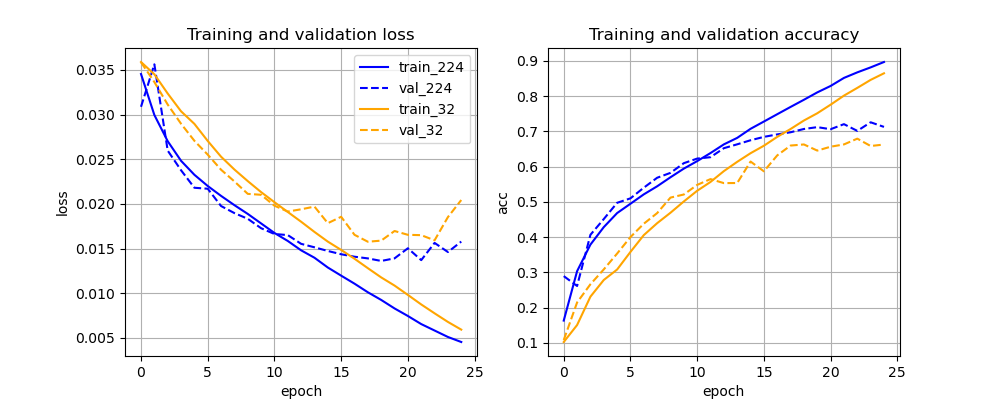 Training and validation loss
0.035
0.030
0.025
0.020
0.015
0.010
0.005
loss
train_224
val_224
train_32
val_32
0 5 10 15 20 25
epoch
Training and validation accuracy
0.9
0.8
0.7
0.6
0.5
0.4
0.3
0.2
0.1
acc
0 5 10 15 20 25
epoch